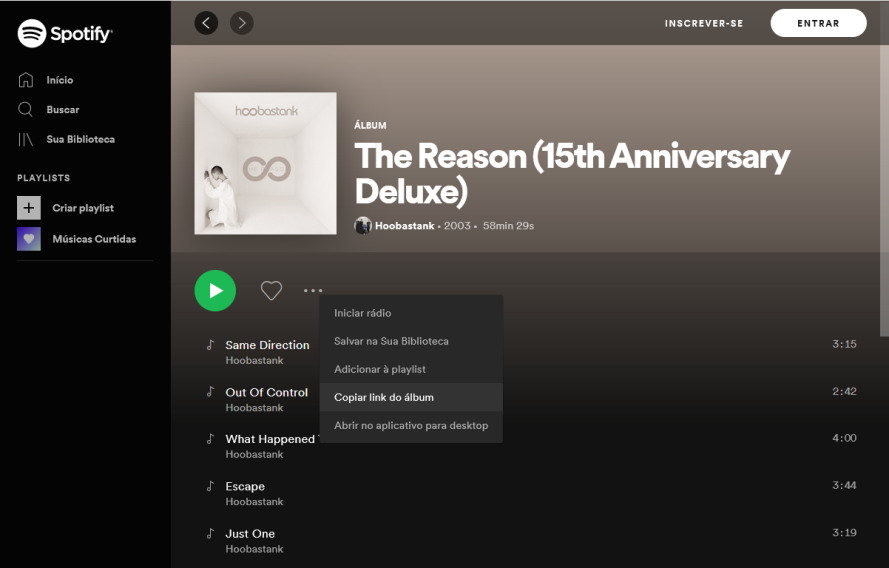 Spotify
INSCREVER-SE
ENTRAR
Início
Buscar
Sua Biblioteca
PLAYLISTS
Criar playlist
Músicas Curtidas
hoobastank
ÁLBUM
The Reason (15th Anniversary
Deluxe)
Hoobastank • 2003 • 58min 29s
Iniciar rádio
Salvar na Sua Biblioteca
Adicionar à playlist
Copiar link do álbum
Abrir no aplicativo para desktop
Same Direction 3:15
Hoobastank
Out Of Control 2:42
Hoobastank
What Happened 4:00
Hoobastank
Escape 3:44
Hoobastank
Just One 3:19
Hoobastank